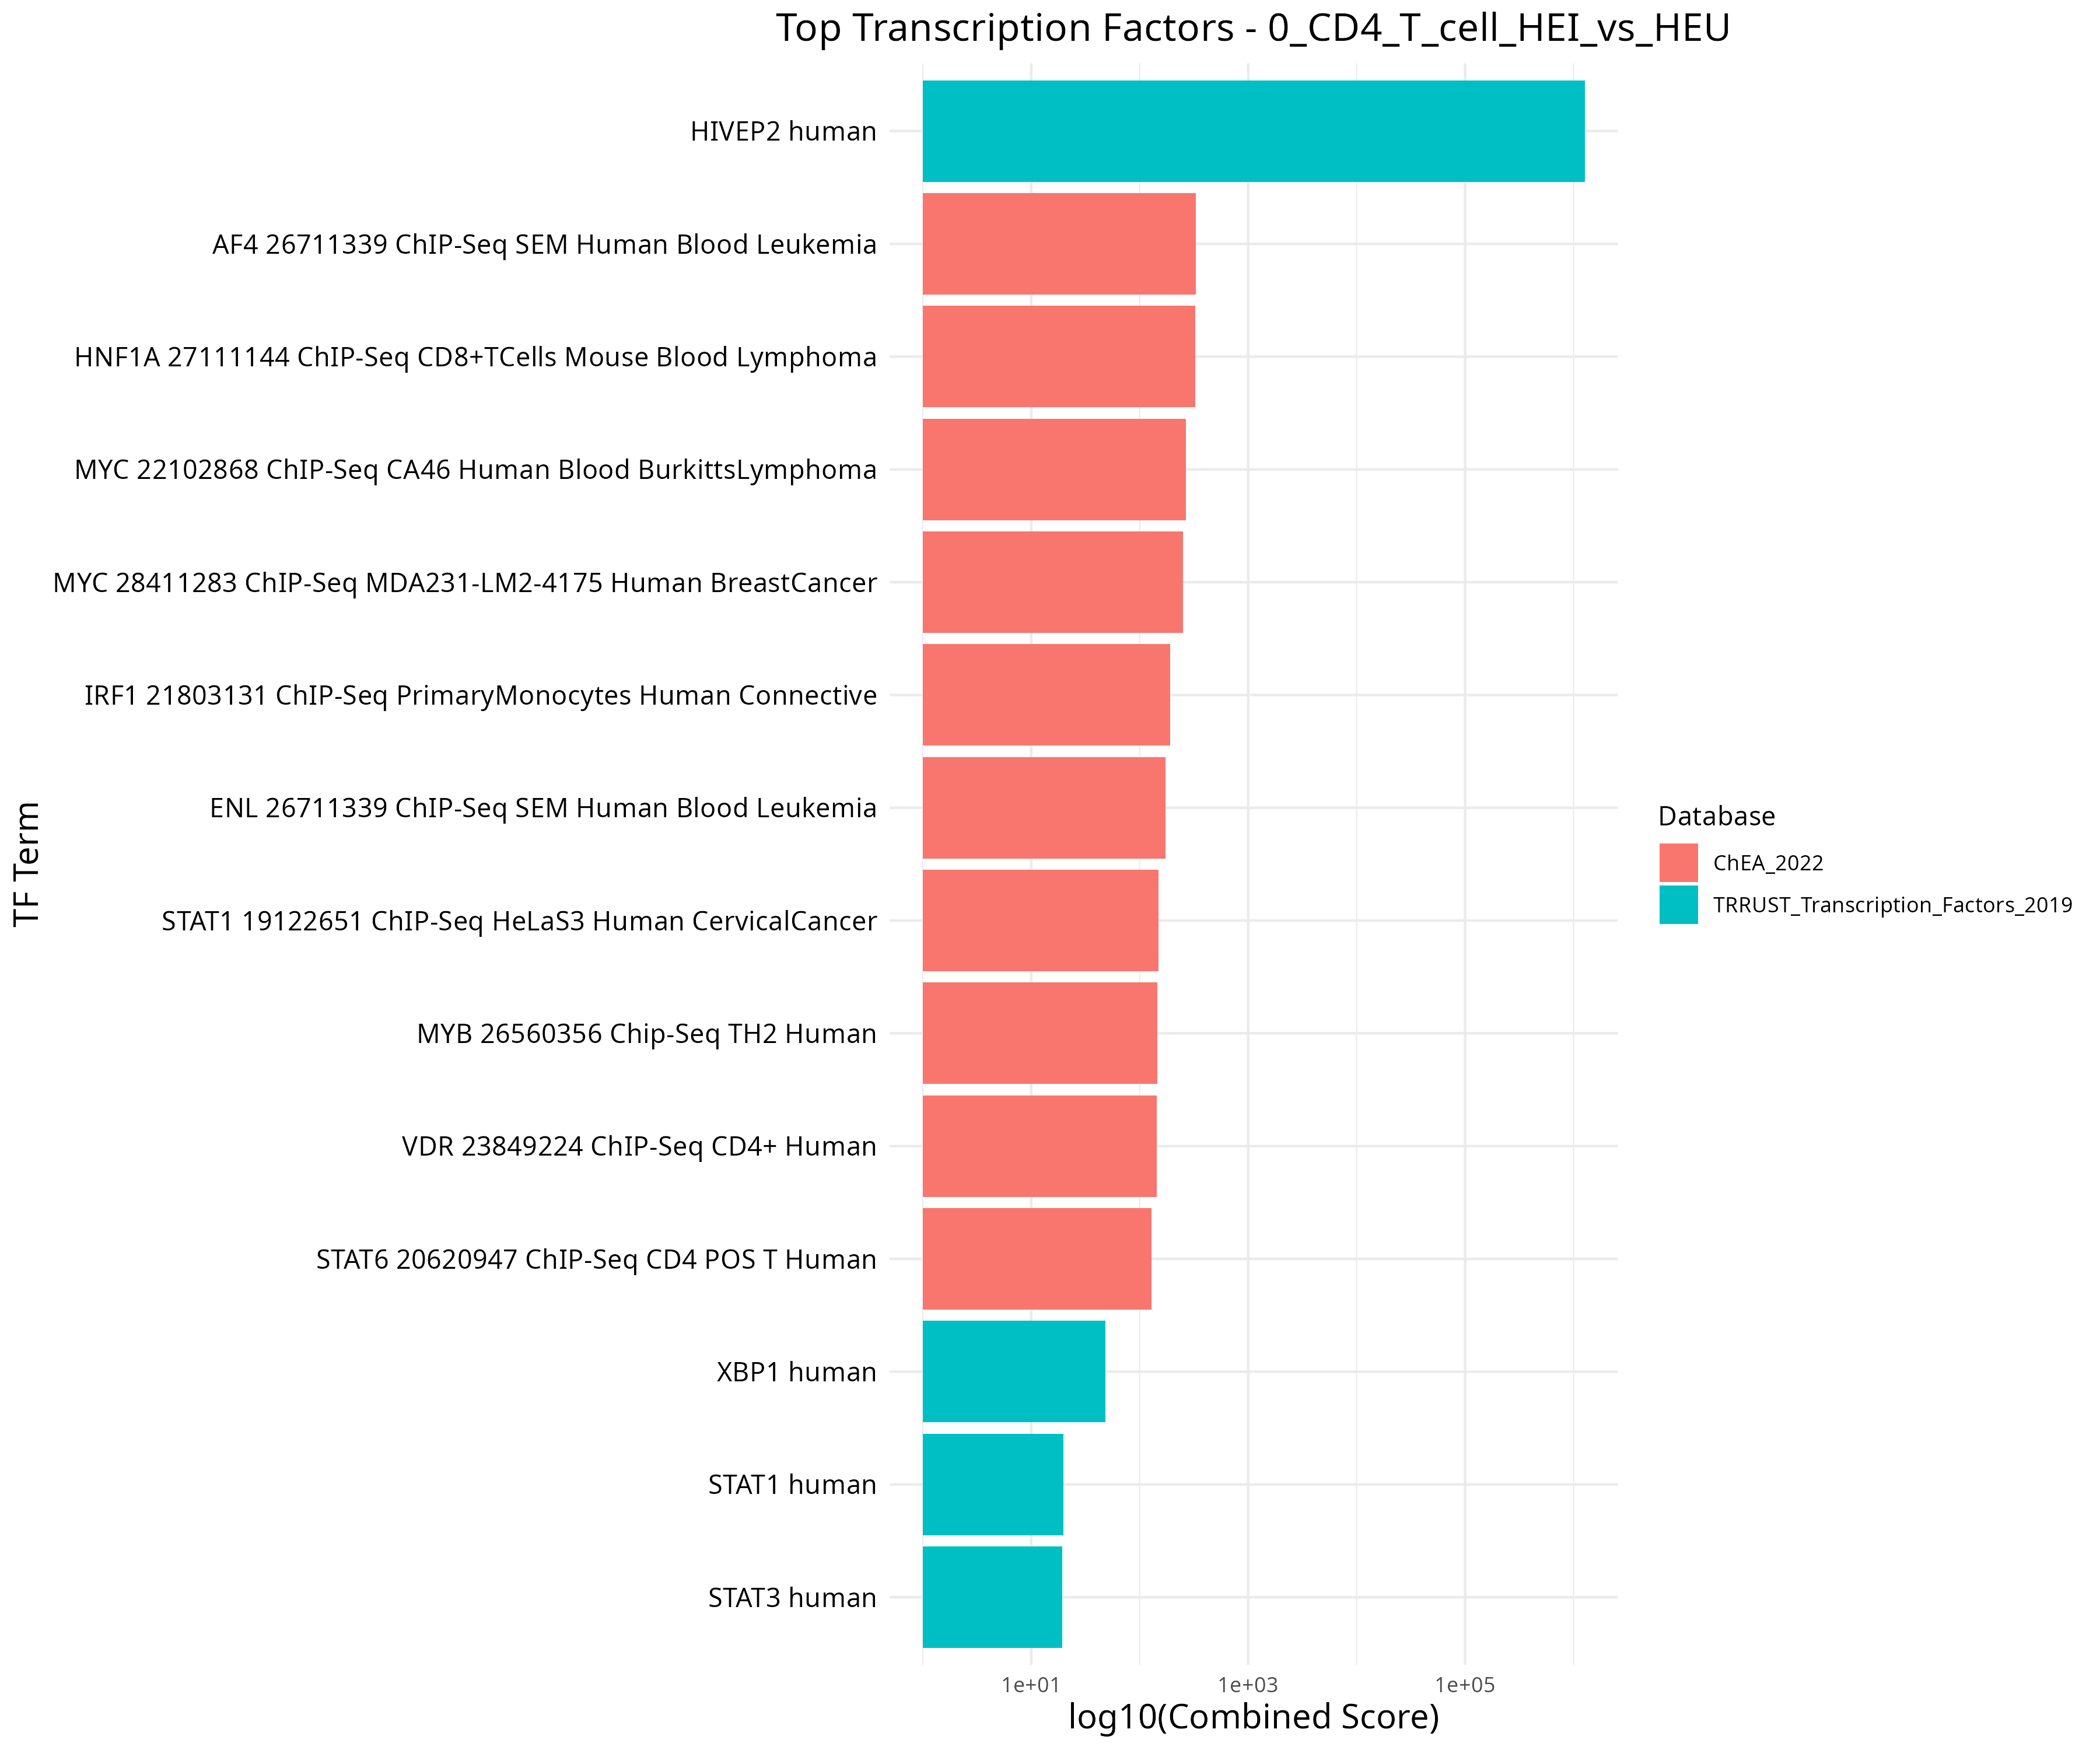 Top Transcription Factors - 0_CD4_T_cell_HEI_vs_HEU
HIVEP2 human
AF4 26711339 ChIP-Seq SEM Human Blood Leukemia
HNF1A 27111144 ChIP-Seq CD8+TCells Mouse Blood Lymphoma
MYC 22102868 ChIP-Seq CA46 Human Blood BurkittsLymphoma
MYC 28411283 ChIP-Seq MDA231-LM2-4175 Human BreastCancer
IRF1 21803131 ChIP-Seq PrimaryMonocytes Human Connective
ENL 26711339 ChIP-Seq SEM Human Blood Leukemia
STAT1 19122651 ChIP-Seq HeLaS3 Human CervicalCancer
MYB 26560356 Chip-Seq TH2 Human
VDR 23849224 ChIP-Seq CD4+ Human
STAT6 20620947 ChIP-Seq CD4 POS T Human
XBP1 human
STAT1 human
STAT3 human
TF Term
1e+01 1e+03 1e+05
log10(Combined Score)
Database
ChEA_2022
TRRUST_Transcription_Factors_2019